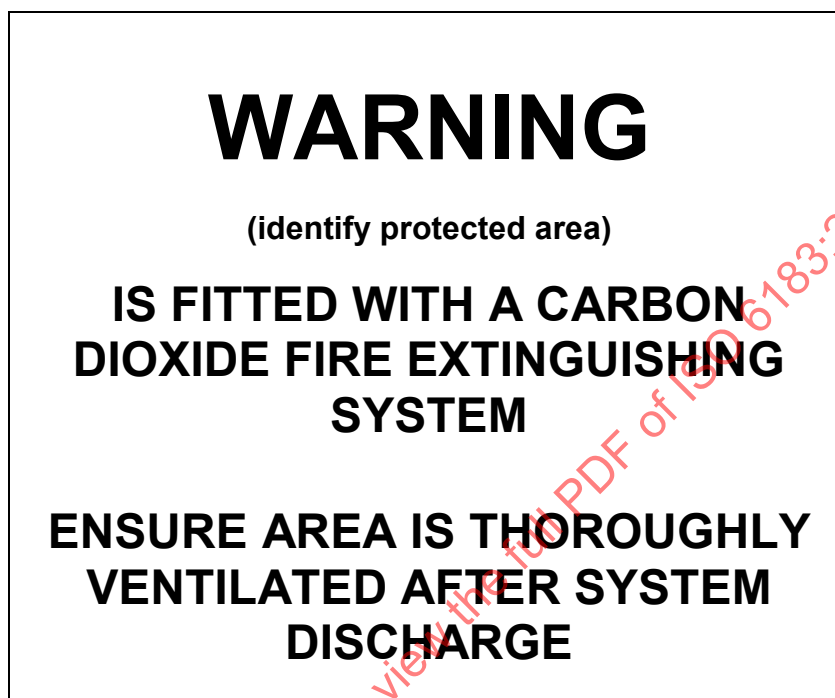 WARNING
(identify protected area)
IS FITTED WITH A CARBON
DIOXIDE FIRE EXTINGUISHING
SYSTEM
ENSURE AREA IS THOROUGHLY
VENTILATED AFTER SYSTEM
DISCHARGE
view the full PDF of ISO 6183: